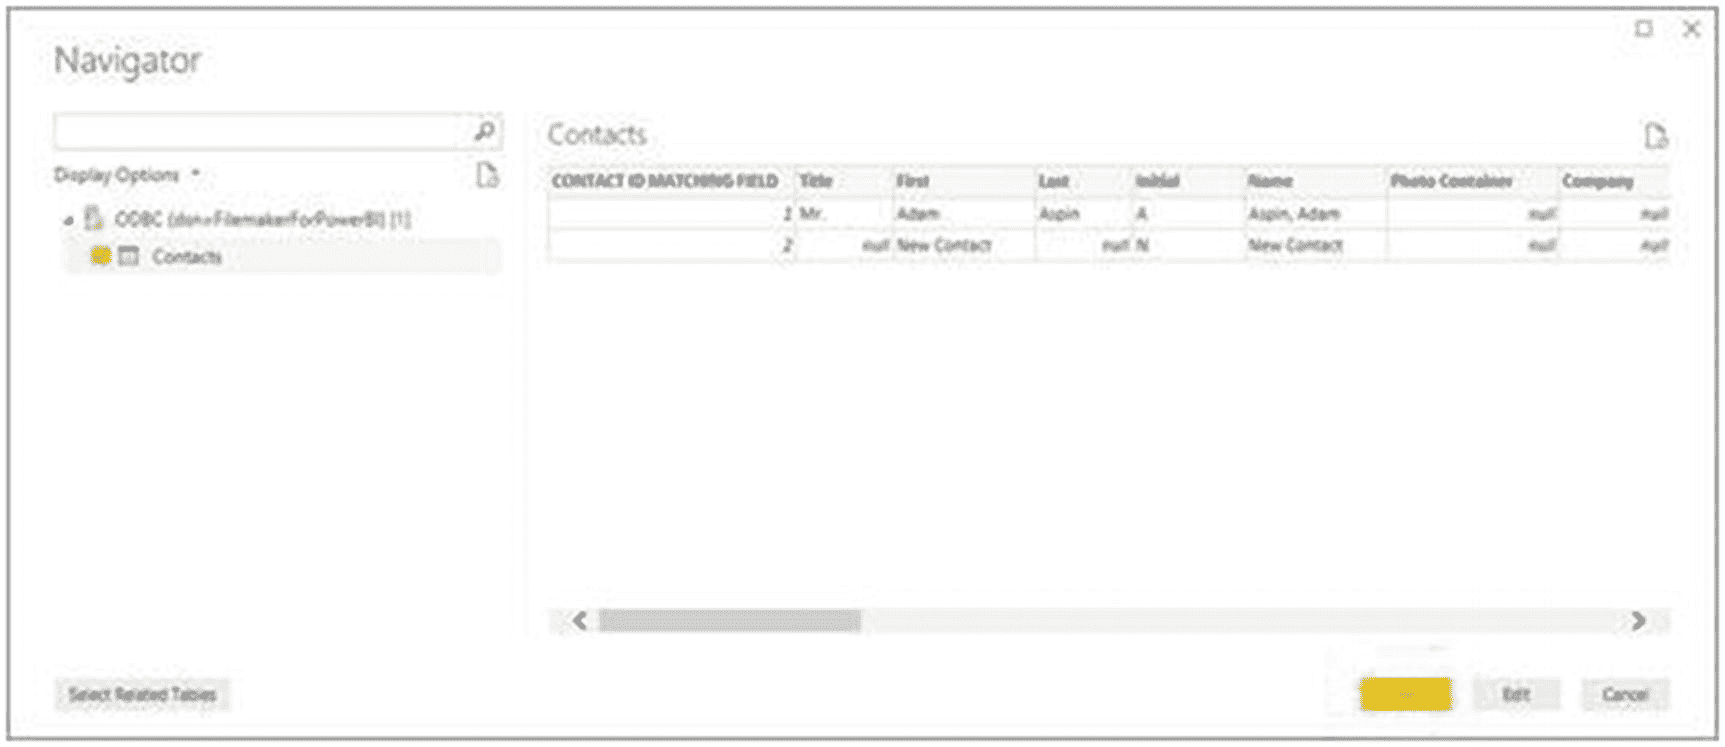 Navigator
Contacts
Display Options
ODBC (dsn=FilemakerForPowerBI) [1]
Contacts
CONTACT ID MATCHING FIELD Title First Last Initial Name Photo Container Company
1 Mr. Adam Aspin A Aspin, Adam null null
2 null New Contact null N New Contact null null
Select Related Tables Edit Cancel